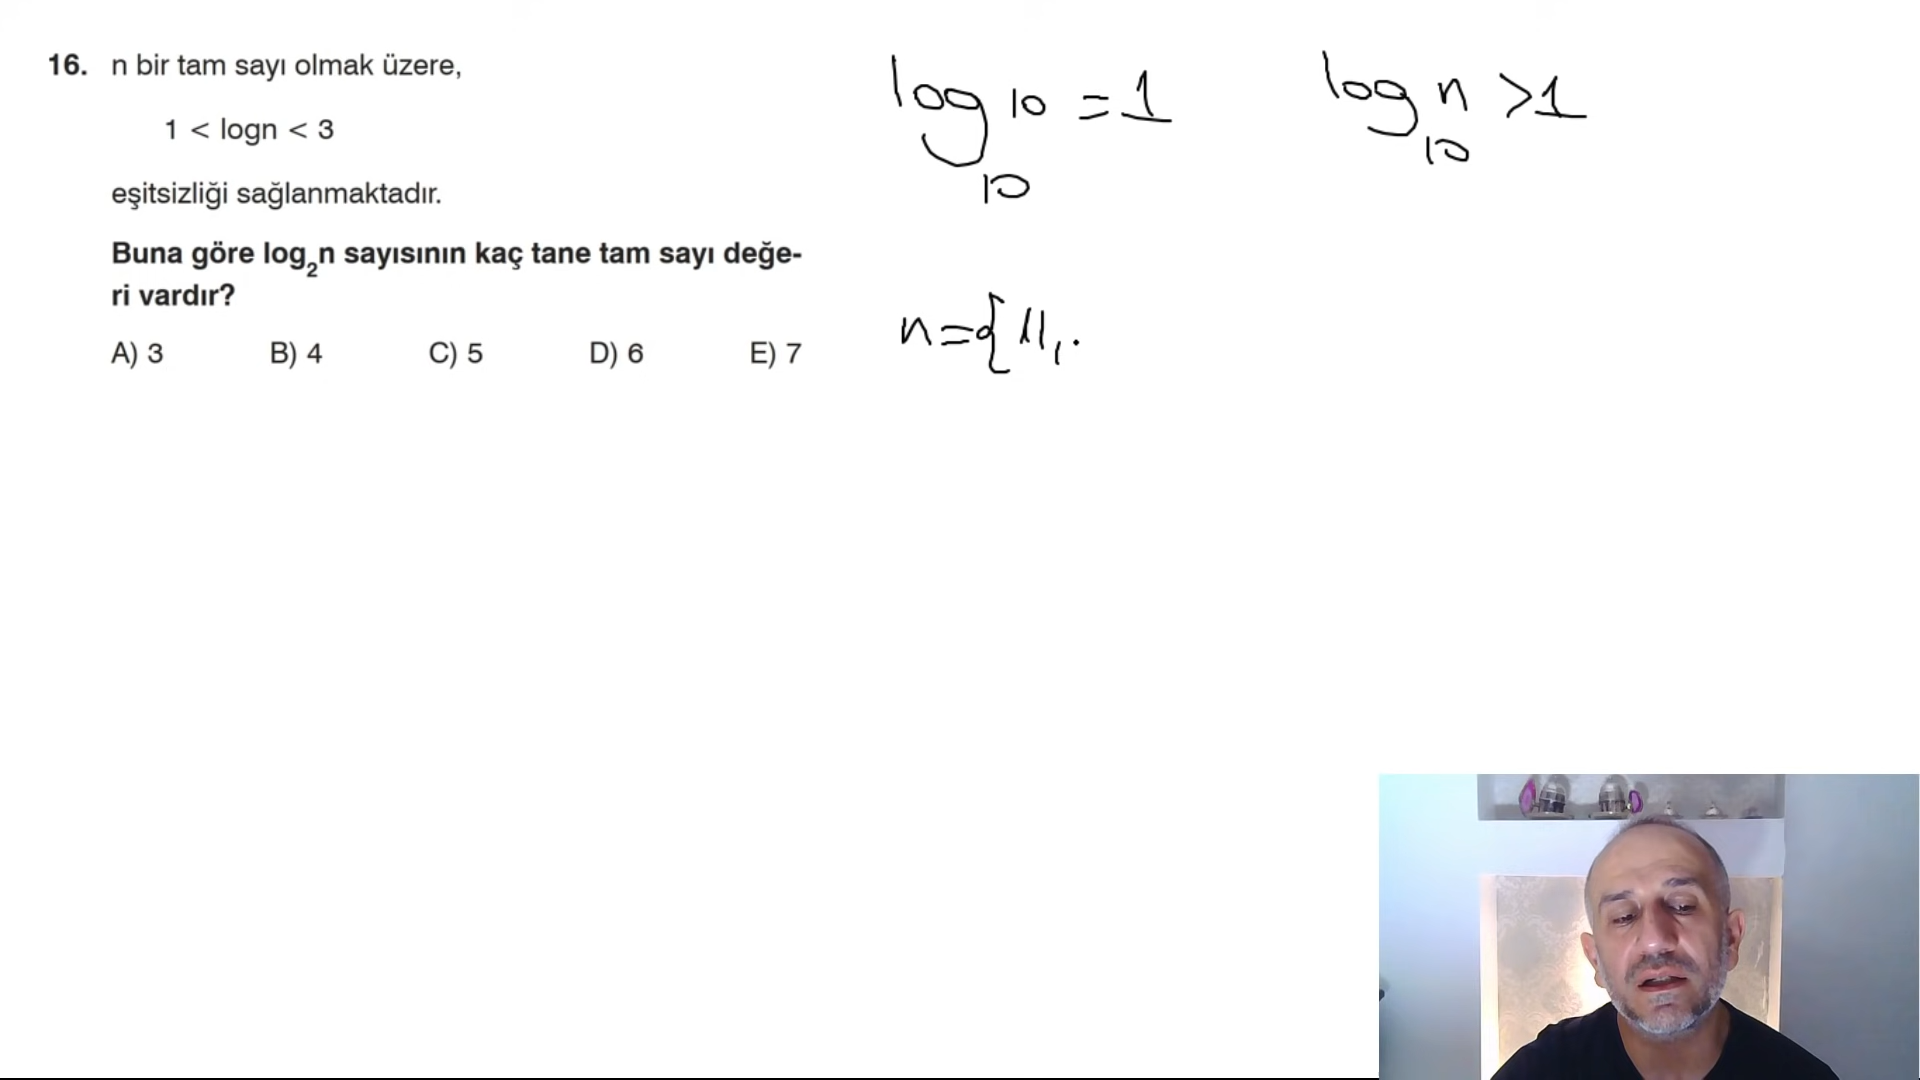 16. n bir tam sayı olmak üzere,
1 < logn < 3
eşitsizliği sağlanmaktadır.
Buna göre log₂n sayısının kaç tane tam sayı değe-
ri vardır?
A) 3 B) 4 C) 5 D) 6 E) 7
log₁₀ 10 = 1
log₁₀ n > 1
n={11, .